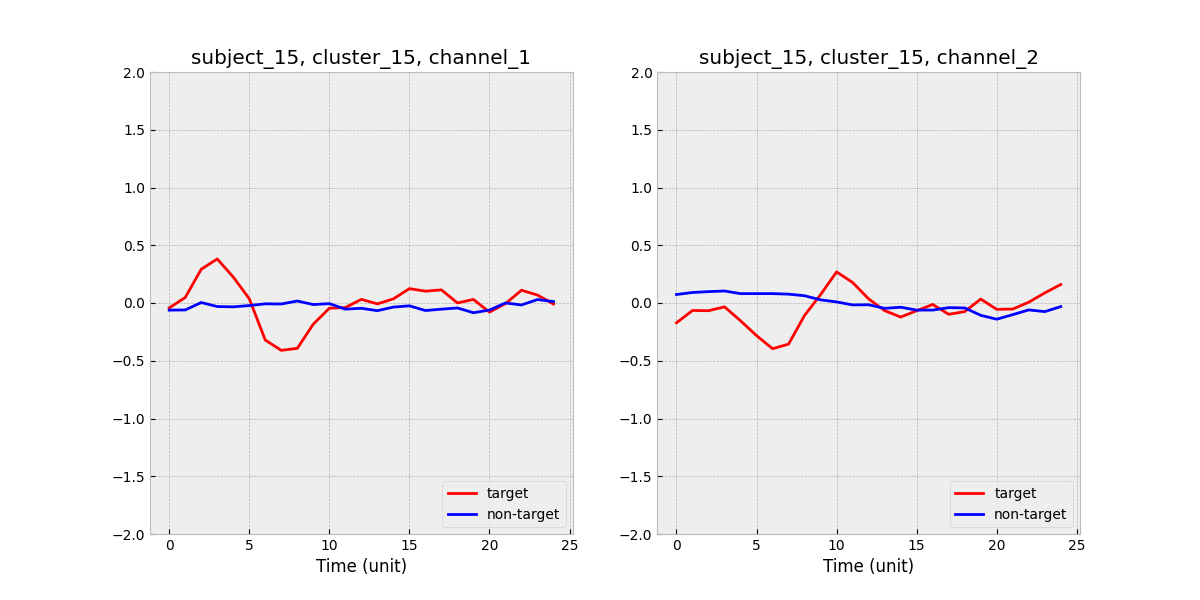 subject_15, cluster_15, channel_1
2.0
1.5
1.0
0.5
0.0
−0.5
−1.0
−1.5
−2.0
0 5 10 15 20 25
Time (unit)
target
non-target
subject_15, cluster_15, channel_2
2.0
1.5
1.0
0.5
0.0
−0.5
−1.0
−1.5
−2.0
0 5 10 15 20 25
Time (unit)
target
non-target